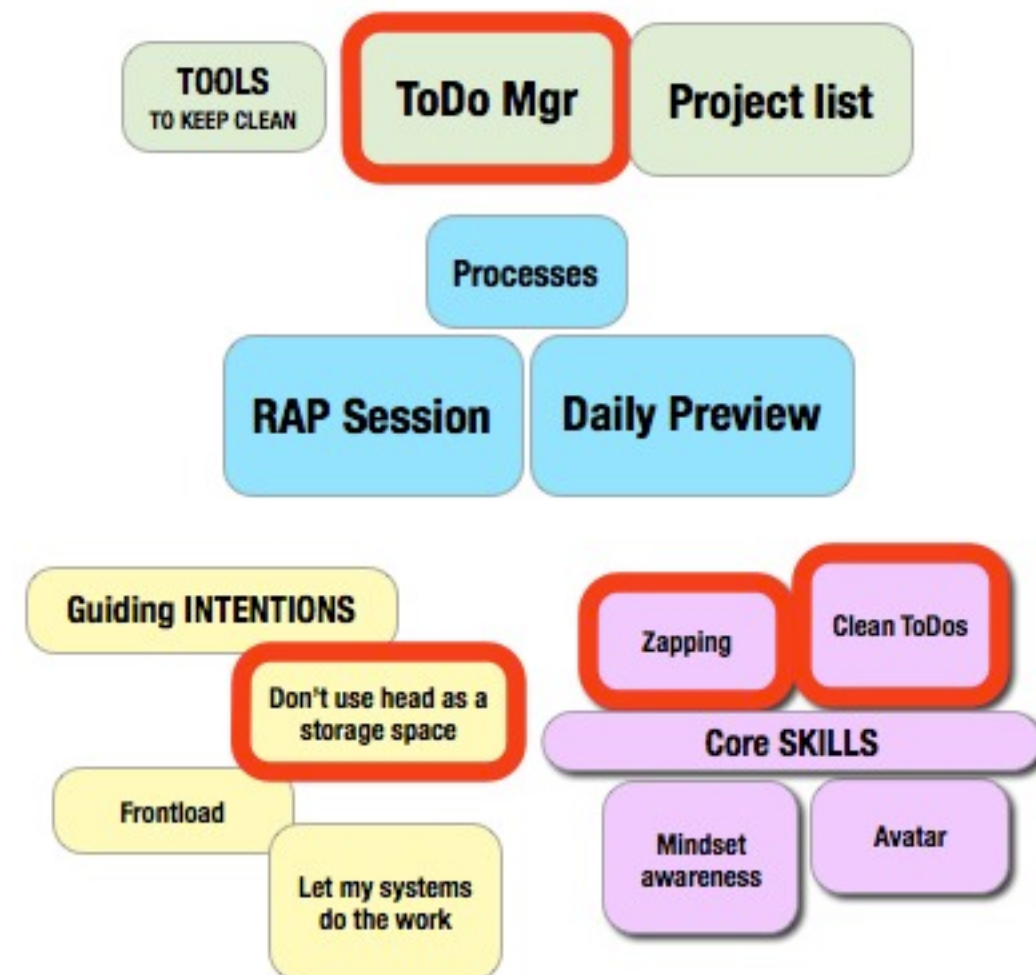 TOOLS
TO KEEP CLEAN
ToDo Mgr
Project list
Processes
RAP Session
Daily Preview
Guiding INTENTIONS
Don't use head as a
storage space
Frontload
Let my systems
do the work
Zapping
Clean ToDos
Core SKILLS
Mindset
awareness
Avatar